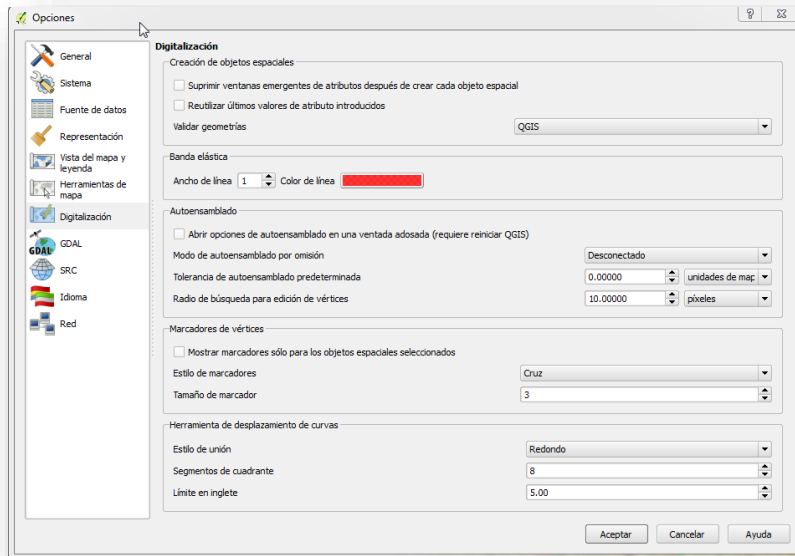 Opciones
General
Sistema
Fuente de datos
Representación
Vista del mapa y
leyenda
Herramientas de
mapa
Digitalización
GDAL
GDAL
SRC
Idioma
Red
Digitalización
Creación de objetos espaciales
Suprimir ventanas emergentes de atributos después de crear cada objeto espacial
Reutilizar últimos valores de atributo introducidos
Validar geometrías QGIS
Banda elástica
Ancho de línea 1 Color de línea
Autoensamblado
Abrir opciones de autoensamblado en una ventada adosada (requiere reiniciar QGIS)
Modo de autoensamblado por omisión Desconectado
Tolerancia de autoensamblado predeterminada 0.00000 unidades de map
Radio de búsqueda para edición de vértices 10.00000 píxeles
Marcadores de vértices
Mostrar marcadores sólo para los objetos espaciales seleccionados
Estilo de marcadores Cruz
Tamaño de marcador 3
Herramienta de desplazamiento de curvas
Estilo de unión Redondo
Segmentos de cuadrante 8
Límite en inglete 5.00
Aceptar Cancelar Ayuda